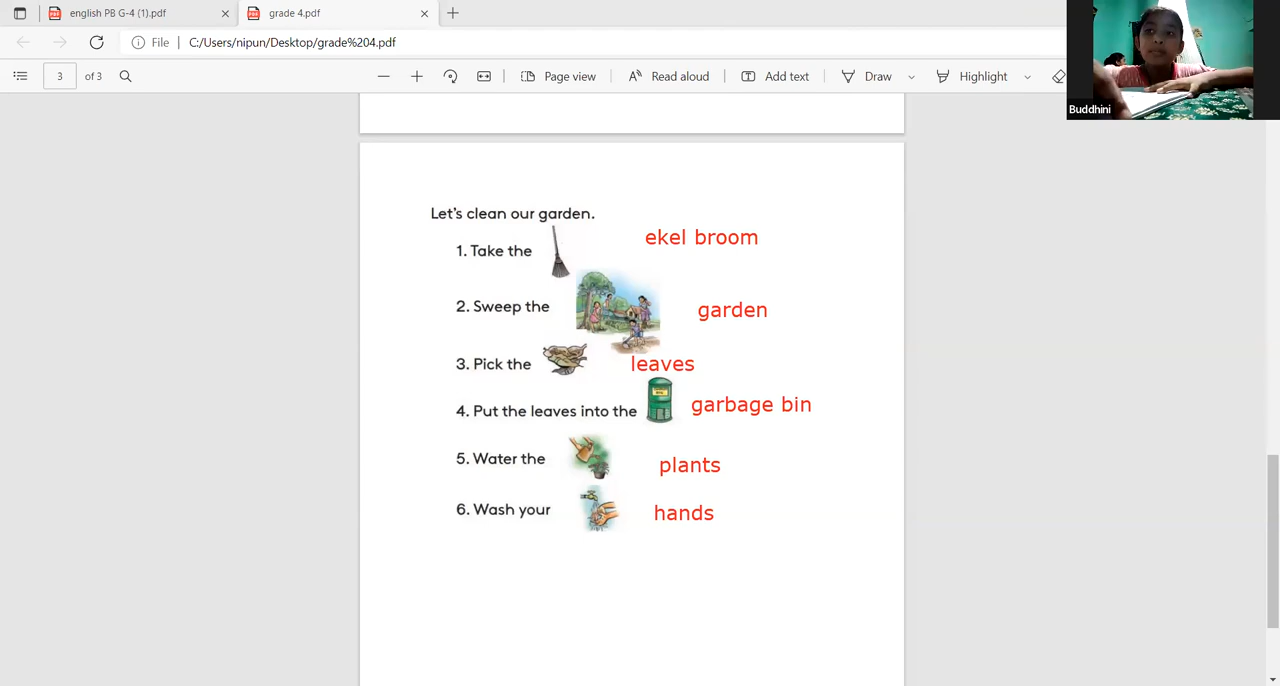 english PB G-4 (1).pdf
grade 4.pdf
File
C:/Users/nipun/Desktop/grade%204.pdf
3 of 3
Page view
Read aloud
Add text
Draw
Highlight
Buddhini
Let's clean our garden.
1. Take the ekel broom
2. Sweep the garden
3. Pick the leaves
4. Put the leaves into the garbage bin
5. Water the plants
6. Wash your hands